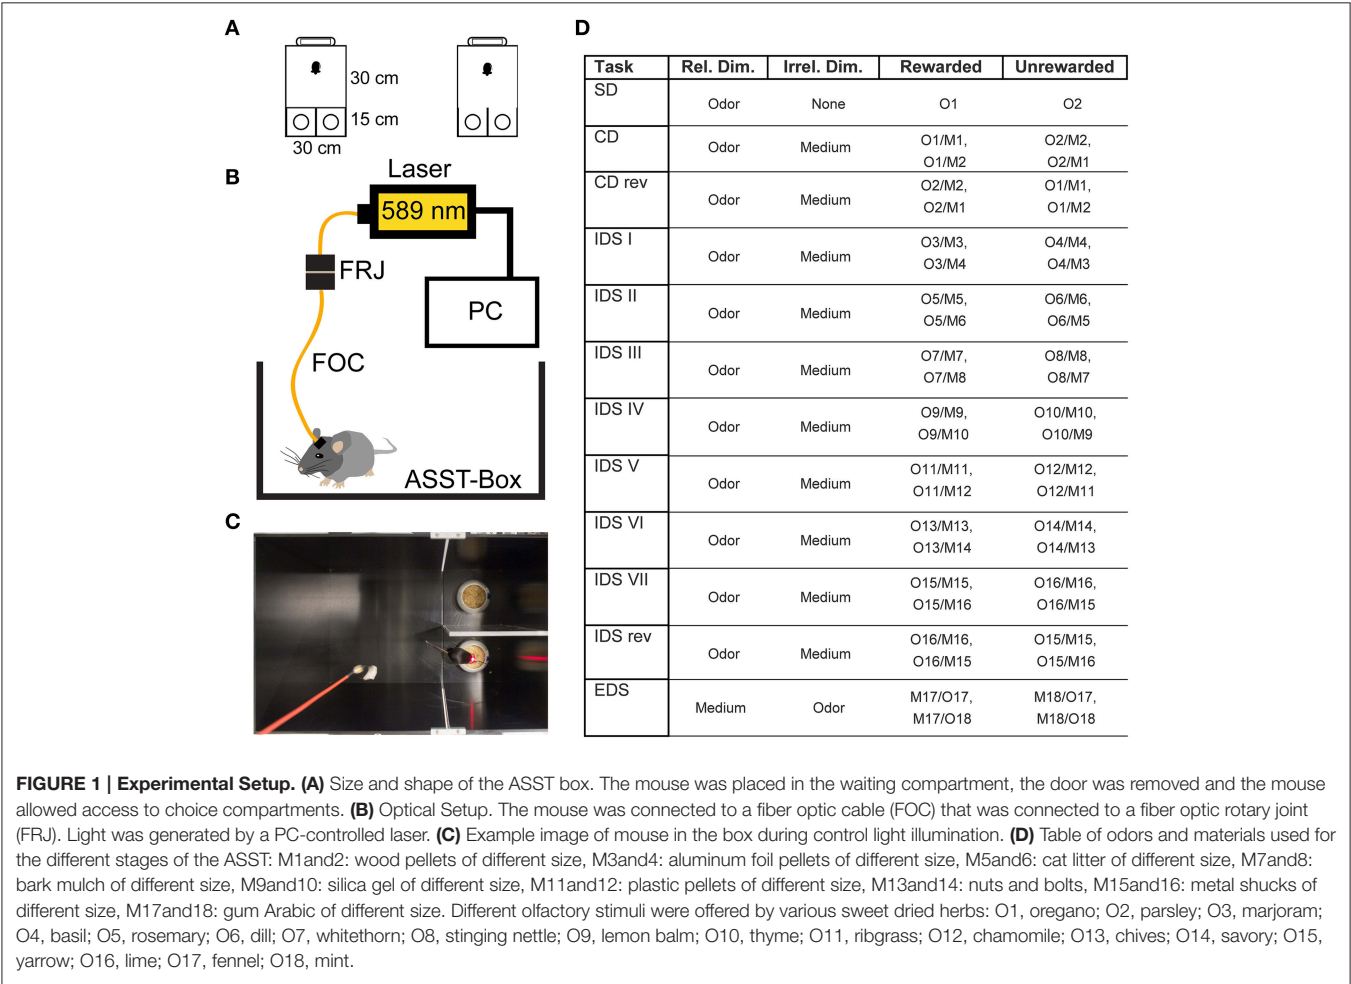 A
30 cm
15 cm
30 cm
B
Laser
589 nm
FRJ
PC
FOC
ASST-Box
C
D
Task Rel. Dim. Irrel. Dim. Rewarded Unrewarded
SD Odor None O1 O2
CD Odor Medium O1/M1, O2/M2,
O1/M2 O2/M1
CD rev Odor Medium O2/M2, O1/M1,
O2/M1 O1/M2
IDS I Odor Medium O3/M3, O4/M4,
O3/M4 O4/M3
IDS II Odor Medium O5/M5, O6/M6,
O5/M6 O6/M5
IDS III Odor Medium O7/M7, O8/M8,
O7/M8 O8/M7
IDS IV Odor Medium O9/M9, O10/M10,
O9/M10 O10/M9
IDS V Odor Medium O11/M11, O12/M12,
O11/M12 O12/M11
IDS VI Odor Medium O13/M13, O14/M14,
O13/M14 O14/M13
IDS VII Odor Medium O15/M15, O16/M16,
O15/M16 O16/M15
IDS rev Odor Medium O16/M16, O15/M15,
O16/M15 O15/M16
EDS Medium Odor M17/O17, M18/O17,
M17/O18 M18/O18
FIGURE 1 | Experimental Setup. (A) Size and shape of the ASST box. The mouse was placed in the waiting compartment, the door was removed and the mouse
allowed access to choice compartments. (B) Optical Setup. The mouse was connected to a fiber optic cable (FOC) that was connected to a fiber optic rotary joint
(FRJ). Light was generated by a PC-controlled laser. (C) Example image of mouse in the box during control light illumination. (D) Table of odors and materials used for
the different stages of the ASST: M1and2: wood pellets of different size, M3and4: aluminum foil pellets of different size, M5and6: cat litter of different size, M7and8:
bark mulch of different size, M9and10: silica gel of different size, M11and12: plastic pellets of different size, M13and14: nuts and bolts, M15and16: metal shucks of
different size, M17and18: gum Arabic of different size. Different olfactory stimuli were offered by various sweet dried herbs: O1, oregano; O2, parsley; O3, marjoram;
O4, basil; O5, rosemary; O6, dill; O7, whitethorn; O8, stinging nettle; O9, lemon balm; O10, thyme; O11, ribgrass; O12, chamomile; O13, chives; O14, savory; O15,
yarrow; O16, lime; O17, fennel; O18, mint.